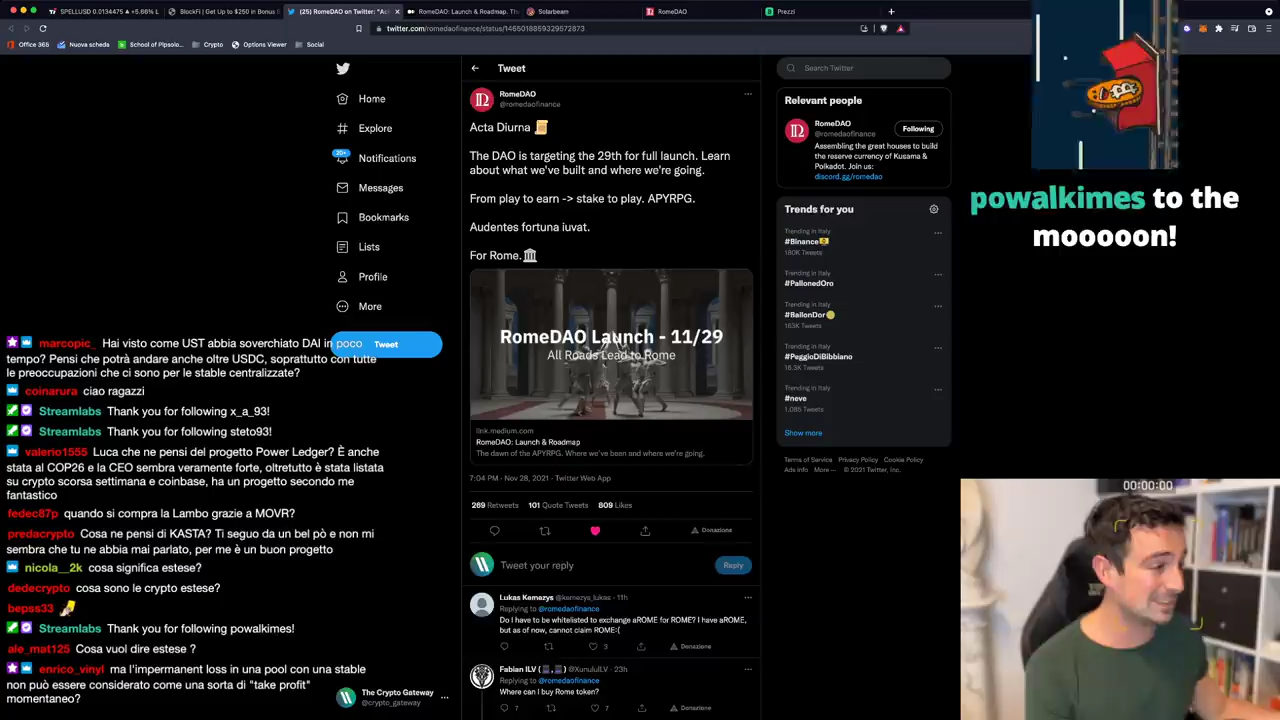 SPELLUSD 0.0134475 ▲ +5.66% L
BlockFi | Get Up to $250 in Bonus
(25) RomeDAO on Twitter: "Ac
RomeDAO: Launch & Roadmap. Th
Solarbeam
RomeDAO
Prezzi
twitter.com/romedaofinance/status/1465018859329572873
Office 365
Nuova scheda
School of Pipsolo...
Crypto
Options Viewer
Social
Home
Explore
20+
Notifications
Messages
Bookmarks
Lists
Profile
More
Tweet
The Crypto Gateway
@crypto_gateway
Tweet
RomeDAO
@romedaofinance
Acta Diurna 📜
The DAO is targeting the 29th for full launch. Learn
about what we've built and where we're going.
From play to earn -> stake to play. APYRPG.
Audentes fortuna iuvat.
For Rome.🏛️
RomeDAO Launch - 11/29
All Roads Lead to Rome
link.medium.com
RomeDAO: Launch & Roadmap
The dawn of the APYRPG. Where we've been and where we're going.
7:04 PM · Nov 28, 2021 · Twitter Web App
269 Retweets 101 Quote Tweets 809 Likes
Donazione
Tweet your reply
Reply
Lukas Kemezys @kemezys_lukas · 11h
Replying to @romedaofinance
Do I have to be whitelisted to exchange aROME for ROME? I have aROME,
but as of now, cannot claim ROME:(
3
Donazione
Fabian ILV @XunululLV · 23h
Replying to @romedaofinance
Where can I buy Rome token?
7
7
Donazione
Search Twitter
Relevant people
RomeDAO
@romedaofinance
Following
Assembling the great houses to build
the reserve currency of Kusama &
Polkadot. Join us:
discord.gg/romedao
Trends for you
Trending in Italy
#Binance
180K Tweets
Trending in Italy
#PallonedOro
Trending in Italy
#BallonDor
163K Tweets
Trending in Italy
#PeggioDiBibbiano
16.3K Tweets
Trending in Italy
#neve
1,085 Tweets
Show more
Terms of Service Privacy Policy Cookie Policy
Ads info More ··· © 2021 Twitter, Inc.
powalkimes to the
mooooon!
00:00:00
marcopic_ Hai visto come UST abbia soverchiato DAI in poco
tempo? Pensi che potrà andare anche oltre USDC, soprattutto con tutte
le preoccupazioni che ci sono per le stable centralizzate?
coinarura ciao ragazzi
Streamlabs Thank you for following x_a_93!
Streamlabs Thank you for following steto93!
valerio1555 Luca che ne pensi del progetto Power Ledger? È anche
stata al COP26 e la CEO sembra veramente forte, oltretutto è stata listata
su crypto scorsa settimana e coinbase, ha un progetto secondo me
fantastico
fedec87p quando si compra la Lambo grazie a MOVR?
predacrypto Cosa ne pensi di KASTA? Ti seguo da un bel pò e non mi
sembra che tu ne abbia mai parlato, per me è un buon progetto
nicola__2k cosa significa estese?
dedecrypto cosa sono le crypto estese?
bepss33
Streamlabs Thank you for following powalkimes!
ale_mat125 Cosa vuol dire estese ?
enrico_vinyl ma l'impermanent loss in una pool con una stable
non può essere considerato come una sorta di "take profit"
momentaneo?